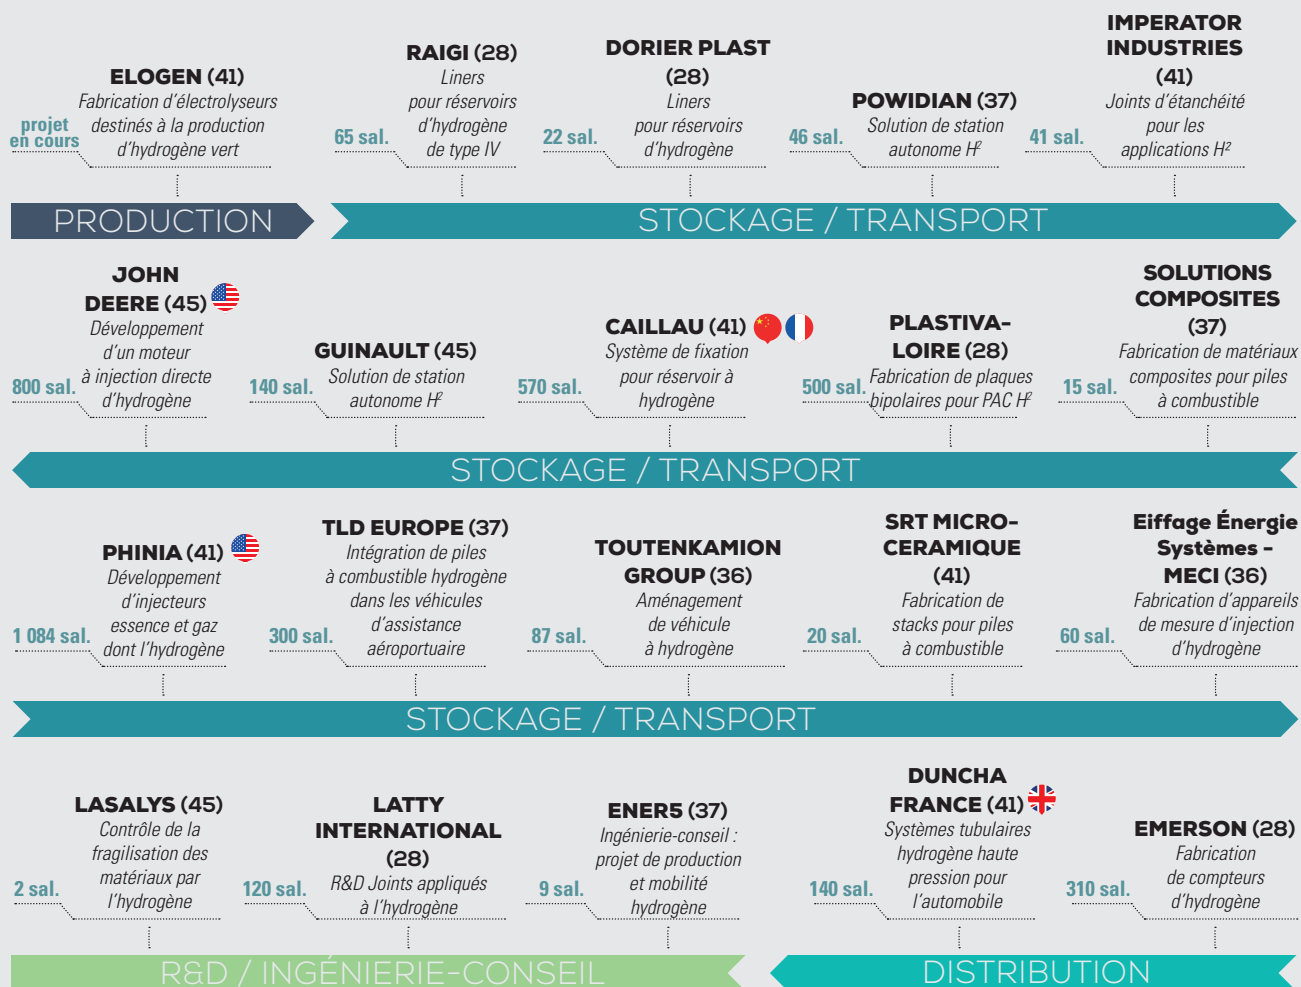 ELOGEN (41)
Fabrication d'électrolyseurs
destinés à la production
d'hydrogène vert
projet
en cours
RAIGI (28)
Liners
pour réservoirs
d'hydrogène
de type IV
65 sal.
DORIER PLAST
(28)
Liners
pour réservoirs
d'hydrogène
22 sal.
POWIDIAN (37)
Solution de station
autonome H²
46 sal.
IMPERATOR
INDUSTRIES
(41)
Joints d'étanchéité
pour les
applications H²
41 sal.
PRODUCTION
STOCKAGE / TRANSPORT
JOHN
DEERE (45)
Développement
d'un moteur
à injection directe
d'hydrogène
800 sal.
GUINAULT (45)
Solution de station
autonome H²
140 sal.
CAILLAU (41)
Système de fixation
pour réservoir à
hydrogène
570 sal.
PLASTIVA-
LOIRE (28)
Fabrication de plaques
bipolaires pour PAC H²
500 sal.
SOLUTIONS
COMPOSITES
(37)
Fabrication de matériaux
composites pour piles
à combustible
15 sal.
STOCKAGE / TRANSPORT
PHINIA (41)
Développement
d'injecteurs
essence et gaz
dont l'hydrogène
1 084 sal.
TLD EUROPE (37)
Intégration de piles
à combustible hydrogène
dans les véhicules
d'assistance
aéroportuaire
300 sal.
TOUTENKAMION
GROUP (36)
Aménagement
de véhicule
à hydrogène
87 sal.
SRT MICRO-
CERAMIQUE
(41)
Fabrication de
stacks pour piles
à combustible
20 sal.
Eiffage Énergie
Systèmes -
MECI (36)
Fabrication d'appareils
de mesure d'injection
d'hydrogène
60 sal.
STOCKAGE / TRANSPORT
LASALYS (45)
Contrôle de la
fragilisation des
matériaux par
l'hydrogène
2 sal.
LATTY
INTERNATIONAL
(28)
R&D Joints appliqués
à l'hydrogène
120 sal.
ENER5 (37)
Ingénierie-conseil :
projet de production
et mobilité
hydrogène
9 sal.
DUNCHA
FRANCE (41)
Systèmes tubulaires
hydrogène haute
pression pour
l'automobile
140 sal.
EMERSON (28)
Fabrication
de compteurs
d'hydrogène
310 sal.
R&D / INGÉNIERIE-CONSEIL
DISTRIBUTION